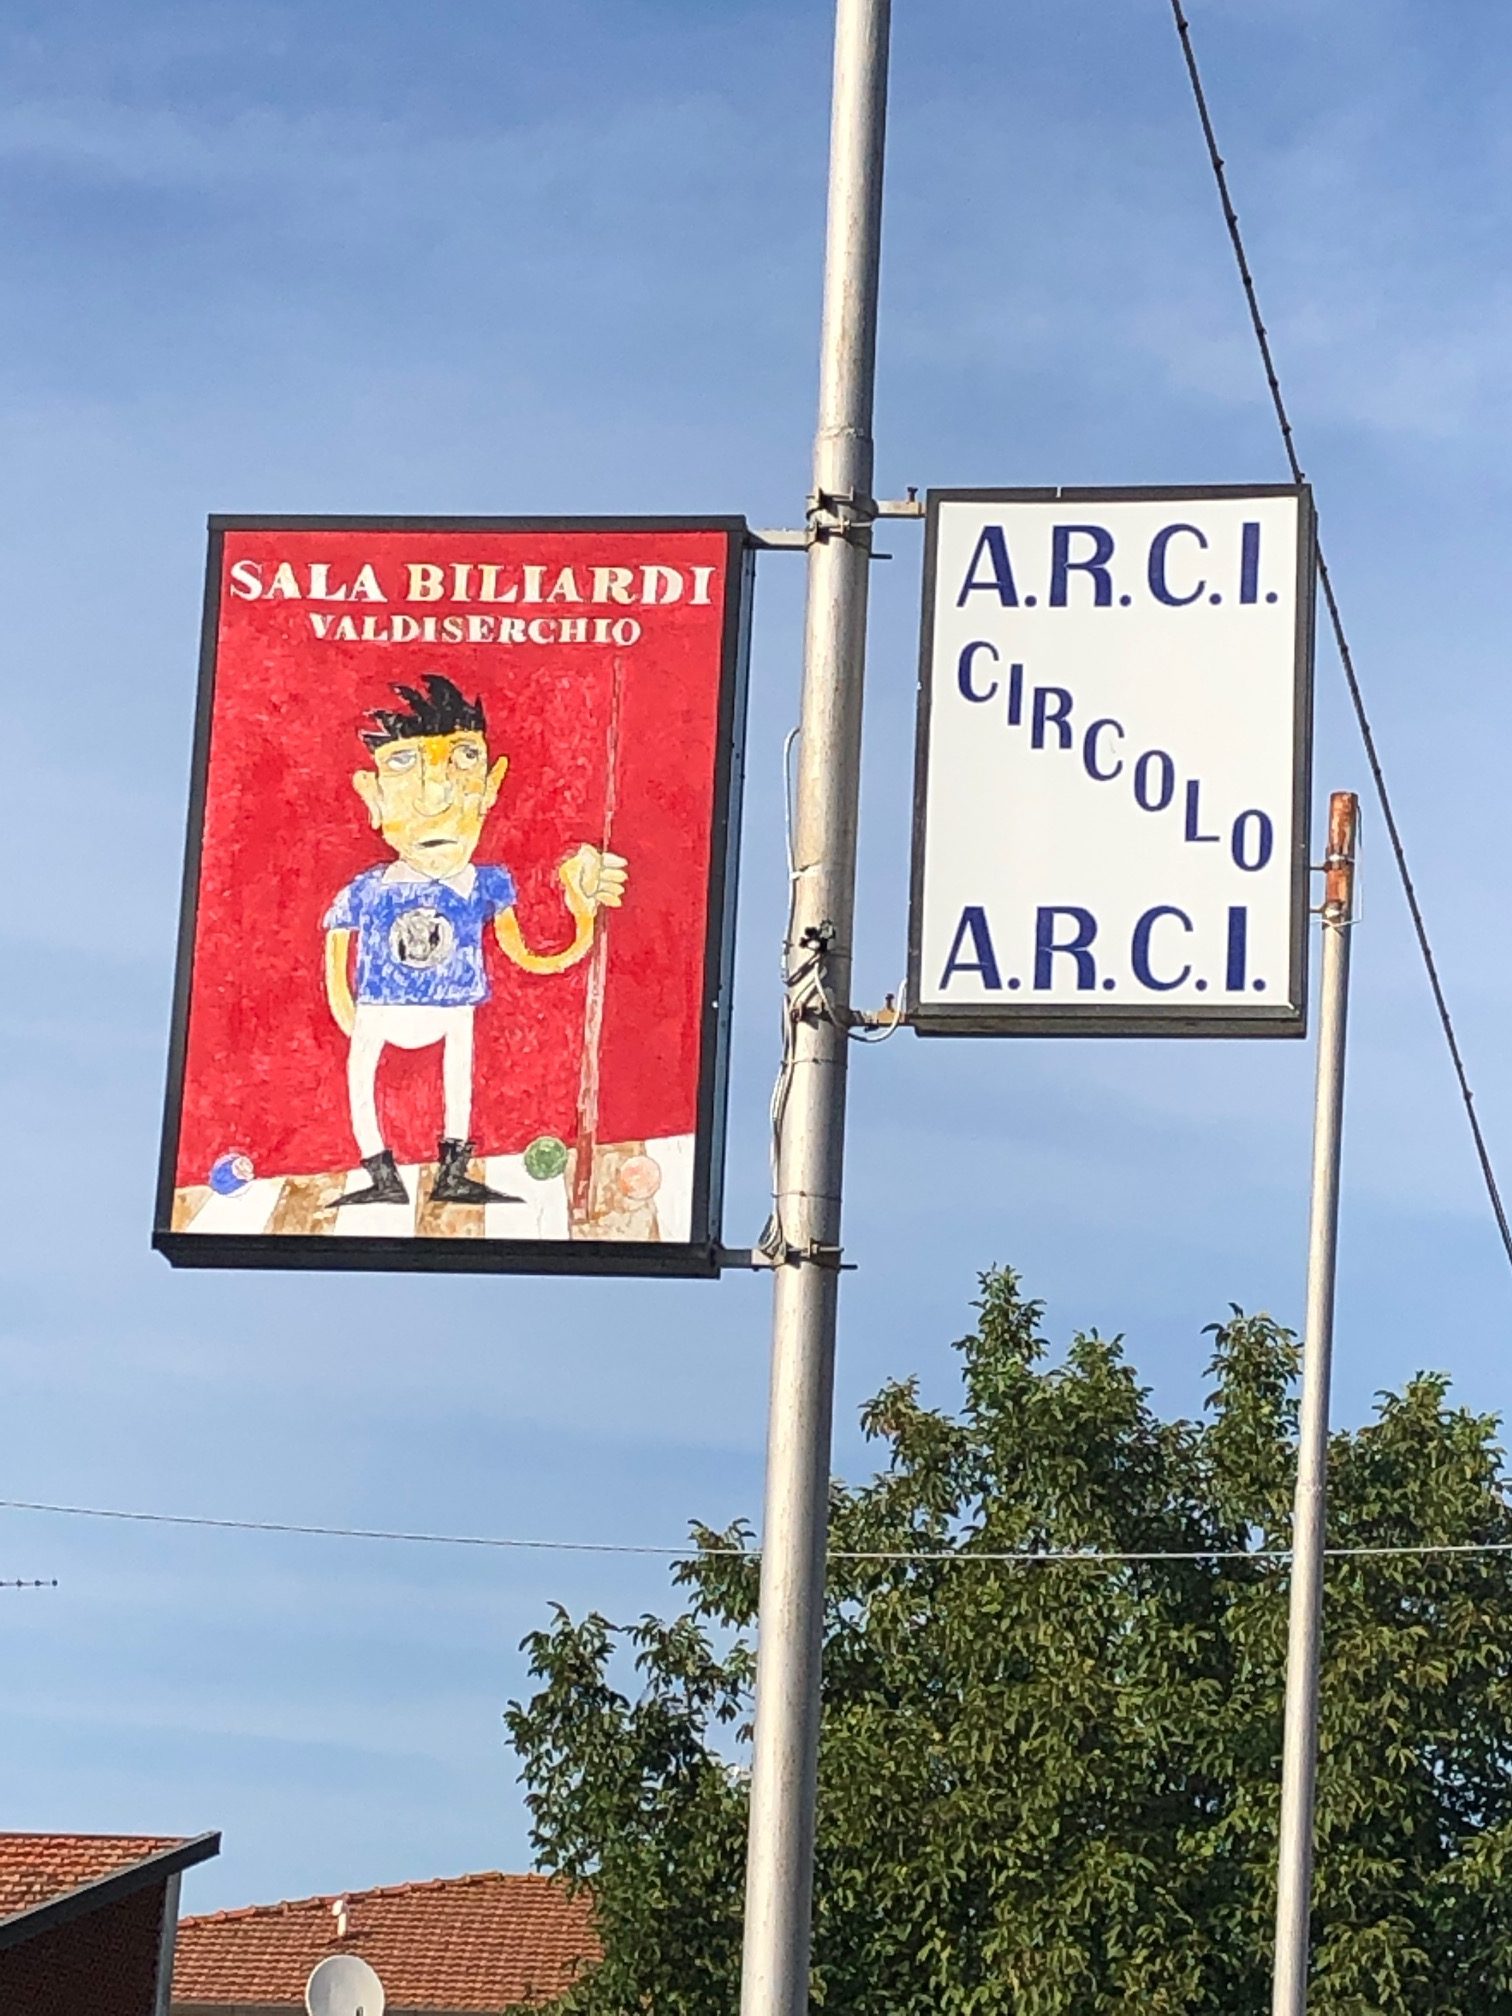 SALA BILIARDI
VALDISERCHIO
A.R.C.I.
CIRCOLO
A.R.C.I.